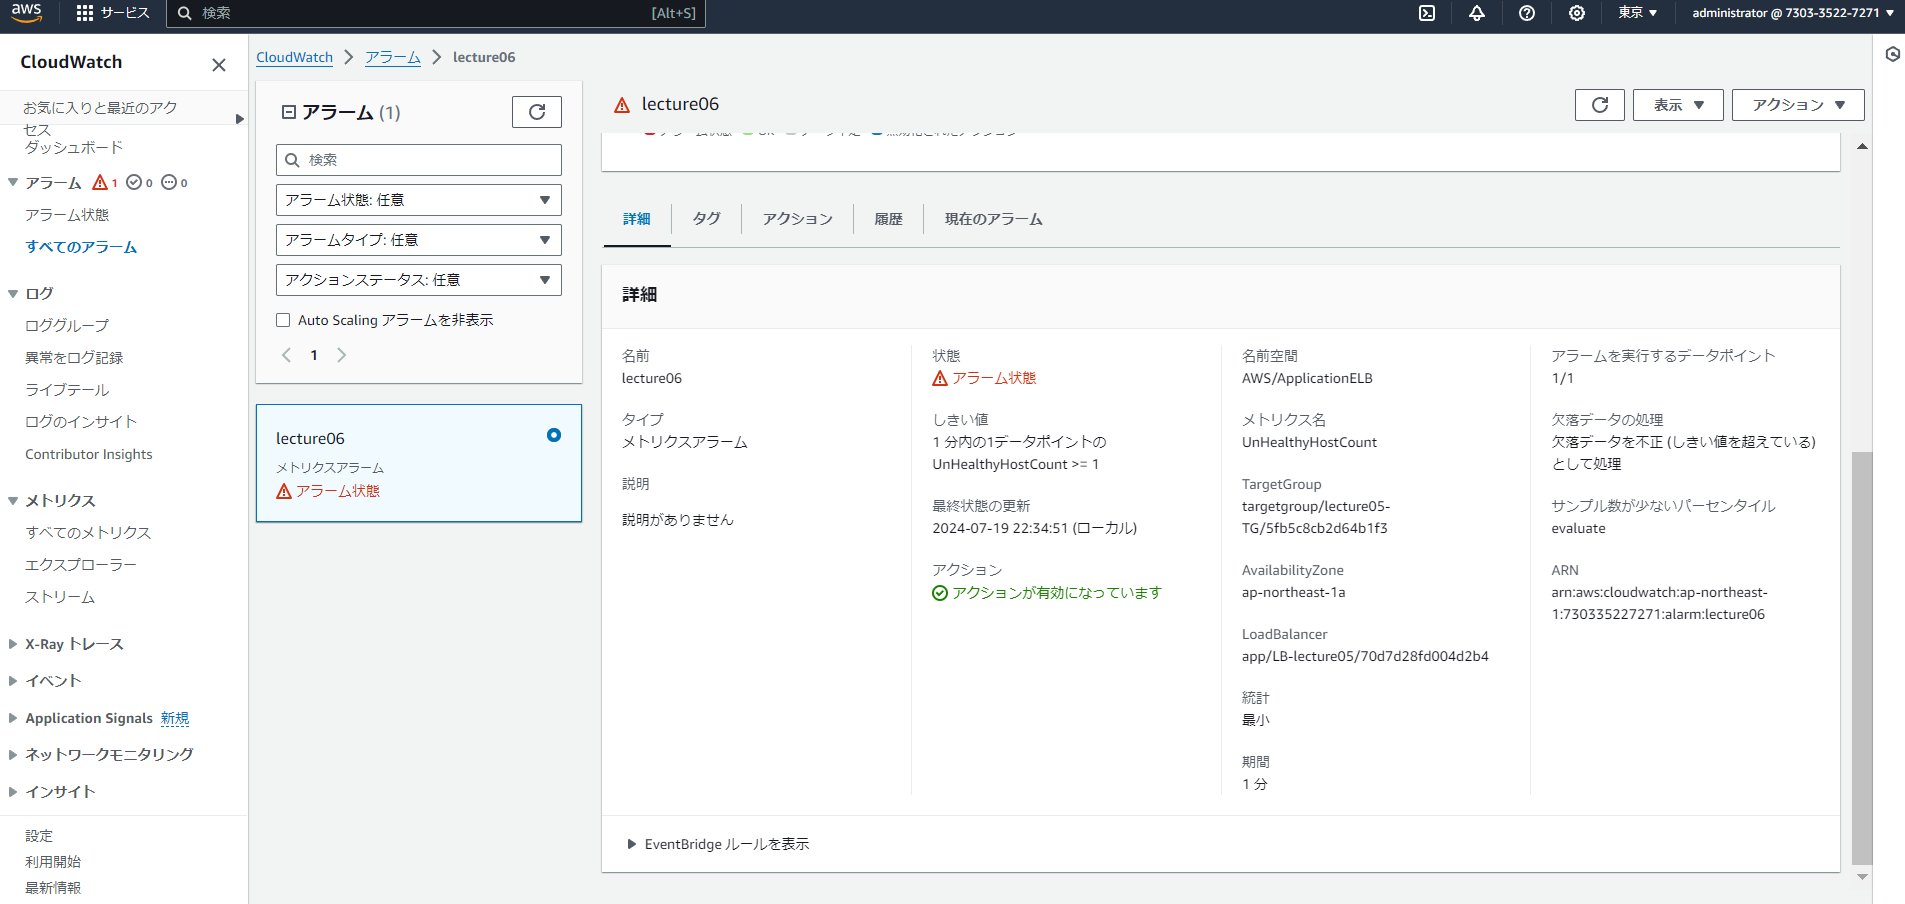 aws
サービス
検索
[Alt+S]
東京
administrator @ 7303-3522-7271
CloudWatch
お気に入りと最近のアク
セス
ダッシュボード
アラーム 1 0 0
アラーム状態
すべてのアラーム
ログ
ロググループ
異常をログ記録
ライブテール
ログのインサイト
Contributor Insights
メトリクス
すべてのメトリクス
エクスプローラー
ストリーム
X-Ray トレース
イベント
Application Signals 新規
ネットワークモニタリング
インサイト
設定
利用開始
最新情報
CloudWatch
アラーム
lecture06
アラーム (1)
検索
アラーム状態: 任意
アラームタイプ: 任意
アクションステータス: 任意
Auto Scaling アラームを非表示
1
lecture06
メトリクスアラーム
アラーム状態
lecture06
表示
アクション
詳細
タグ
アクション
履歴
現在のアラーム
詳細
名前
lecture06
タイプ
メトリクスアラーム
説明
説明がありません
状態
アラーム状態
しきい値
1 分内の1データポイントの
UnHealthyHostCount >= 1
最終状態の更新
2024-07-19 22:34:51 (ローカル)
アクション
アクションが有効になっています
名前空間
AWS/ApplicationELB
メトリクス名
UnHealthyHostCount
TargetGroup
targetgroup/lecture05-
TG/5fb5c8cb2d64b1f3
AvailabilityZone
ap-northeast-1a
LoadBalancer
app/LB-lecture05/70d7d28fd004d2b4
統計
最小
期間
1 分
アラームを実行するデータポイント
1/1
欠落データの処理
欠落データを不正 (しきい値を超えている)
として処理
サンプル数が少ないパーセンタイル
evaluate
ARN
arn:aws:cloudwatch:ap-northeast-
1:730335227271:alarm:lecture06
EventBridge ルールを表示